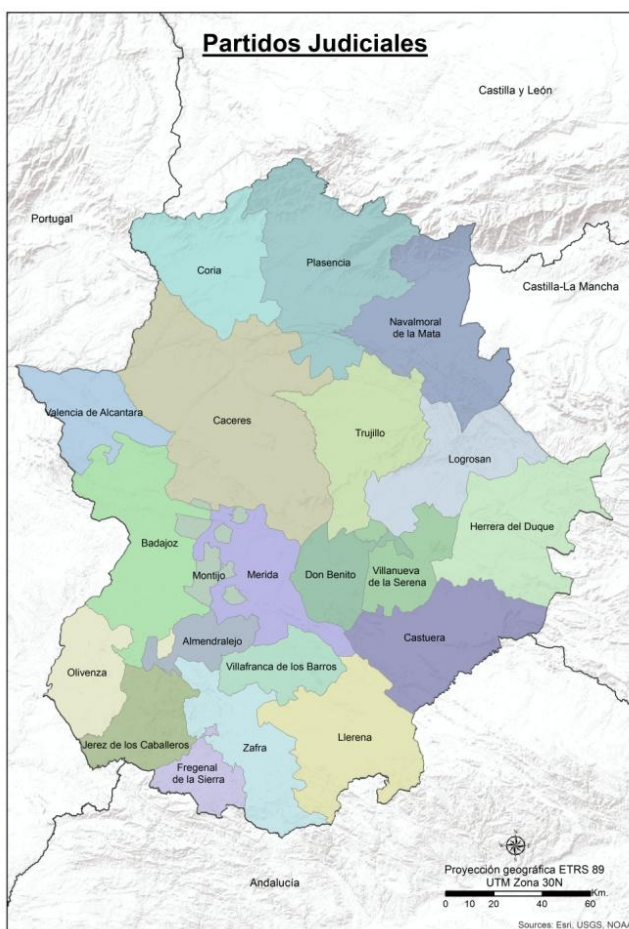 Partidos Judiciales
Castilla y León
Portugal
Plasencia
Coria
Castilla-La Mancha
Navalmoral
de la Mata
Valencia de Alcantara
Caceres
Trujillo
Logrosan
Herrera del Duque
Badajoz
Montijo
Merida
Don Benito
Villanueva
de la Serena
Almendralejo
Castuera
Villafranca de los Barros
Olivenza
Jerez de los Caballeros
Zafra
Llerena
Fregenal
de la Sierra
Andalucía
N
Proyección geográfica ETRS 89
UTM Zona 30N
Km.
0 10 20 40 60
Sources: Esri, USGS, NOAA